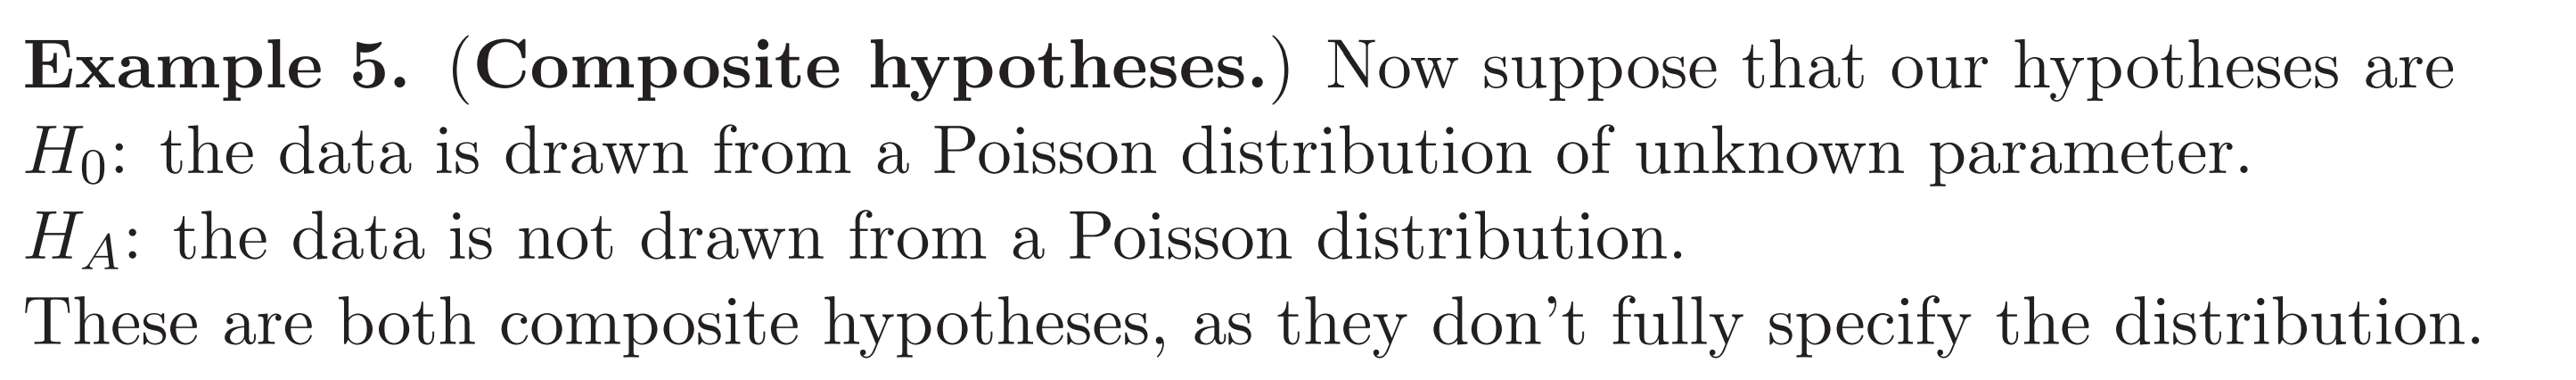 Example 5. (Composite hypotheses.) Now suppose that our hypotheses are
H₀: the data is drawn from a Poisson distribution of unknown parameter.
H_A: the data is not drawn from a Poisson distribution.
These are both composite hypotheses, as they don’t fully specify the distribution.